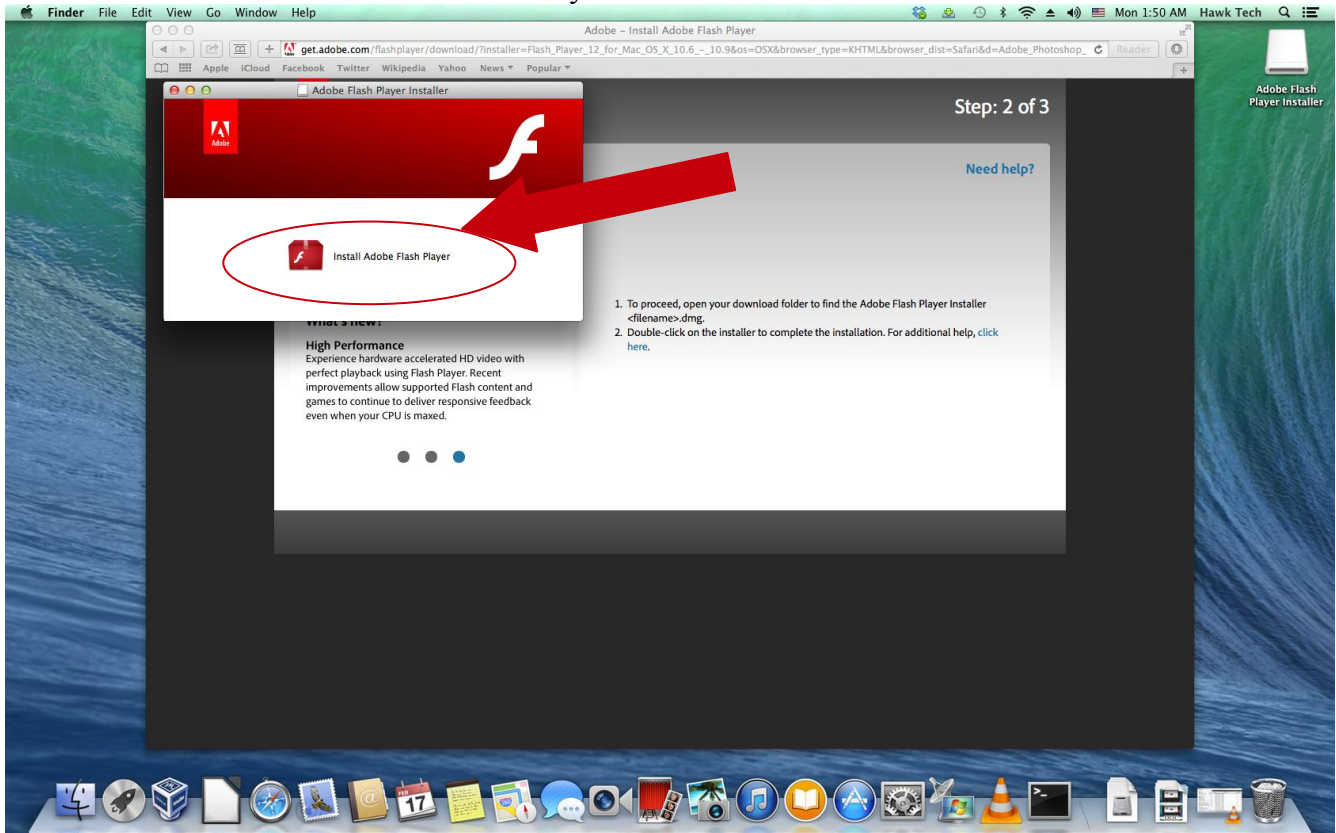 Finder File Edit View Go Window Help
Mon 1:50 AM Hawk Tech
Adobe – Install Adobe Flash Player
get.adobe.com/flashplayer/download/?installer=Flash_Player_12_for_Mac_OS_X_10.6_–_10.9&os=OSX&browser_type=KHTML&browser_dist=Safari&d=Adobe_Photoshop_
Reader
Apple iCloud Facebook Twitter Wikipedia Yahoo News Popular
Adobe Flash Player Installer
Adobe
Install Adobe Flash Player
Step: 2 of 3
Need help?
1. To proceed, open your download folder to find the Adobe Flash Player Installer
<filename>.dmg.
2. Double-click on the installer to complete the installation. For additional help, click
here.
What's new?
High Performance
Experience hardware accelerated HD video with
perfect playback using Flash Player. Recent
improvements allow supported Flash content and
games to continue to deliver responsive feedback
even when your CPU is maxed.
Adobe Flash
Player Installer
FEB
17